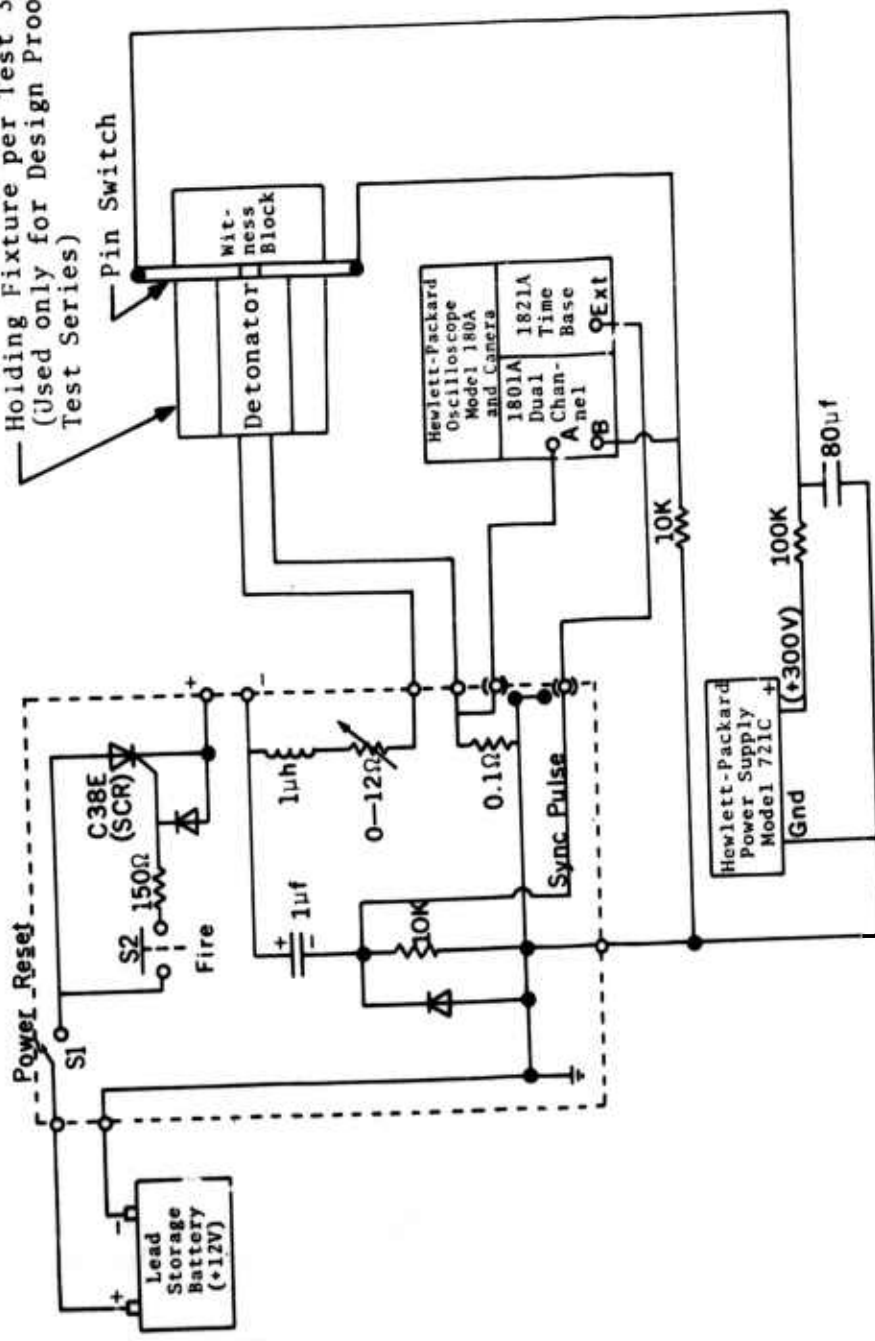 Holding Fixture per Test
(Used only for Design Proo
Test Series)
Pin Switch
Detonator
Wit-
ness
Block
Power Reset
S1
S2
Fire
150Ω
C38E
(SCR)
+
-
Lead
Storage
Battery
(+12V)
+
-
1μh
0-12Ω
+
-
1μf
10K
0.1Ω
Sync Pulse
Hewlett-Packard
Oscilloscope
Model 180A
and Camera
1801A
Dual
Chan-
nel
A
B
1821A
Time
Base
Ext
10K
100K
80μf
(+300V)
Hewlett-Packard
Power Supply
Model 721C
+
Gnd